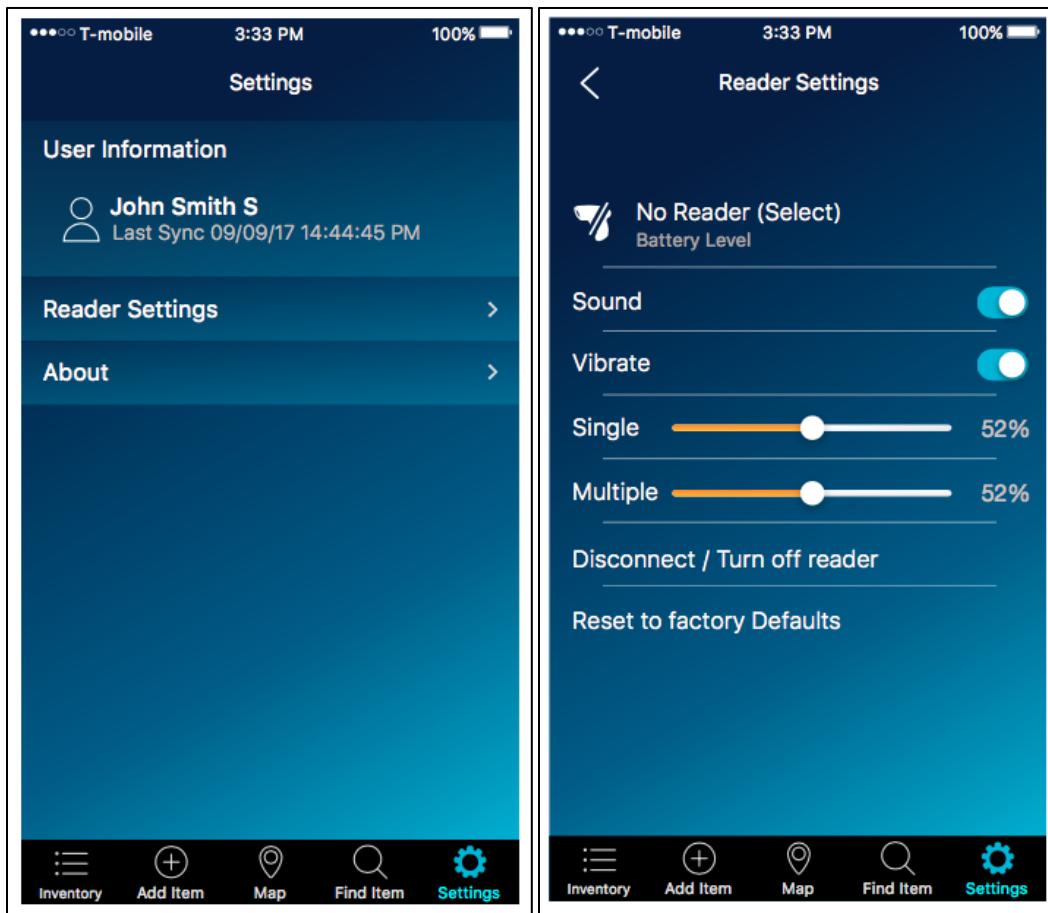 T-mobile 3:33 PM 100%
Settings
User Information
John Smith S
Last Sync 09/09/17 14:44:45 PM
Reader Settings
About
Inventory Add Item Map Find Item Settings
T-mobile 3:33 PM 100%
Reader Settings
No Reader (Select)
Battery Level
Sound
Vibrate
Single 52%
Multiple 52%
Disconnect / Turn off reader
Reset to factory Defaults
Inventory Add Item Map Find Item Settings